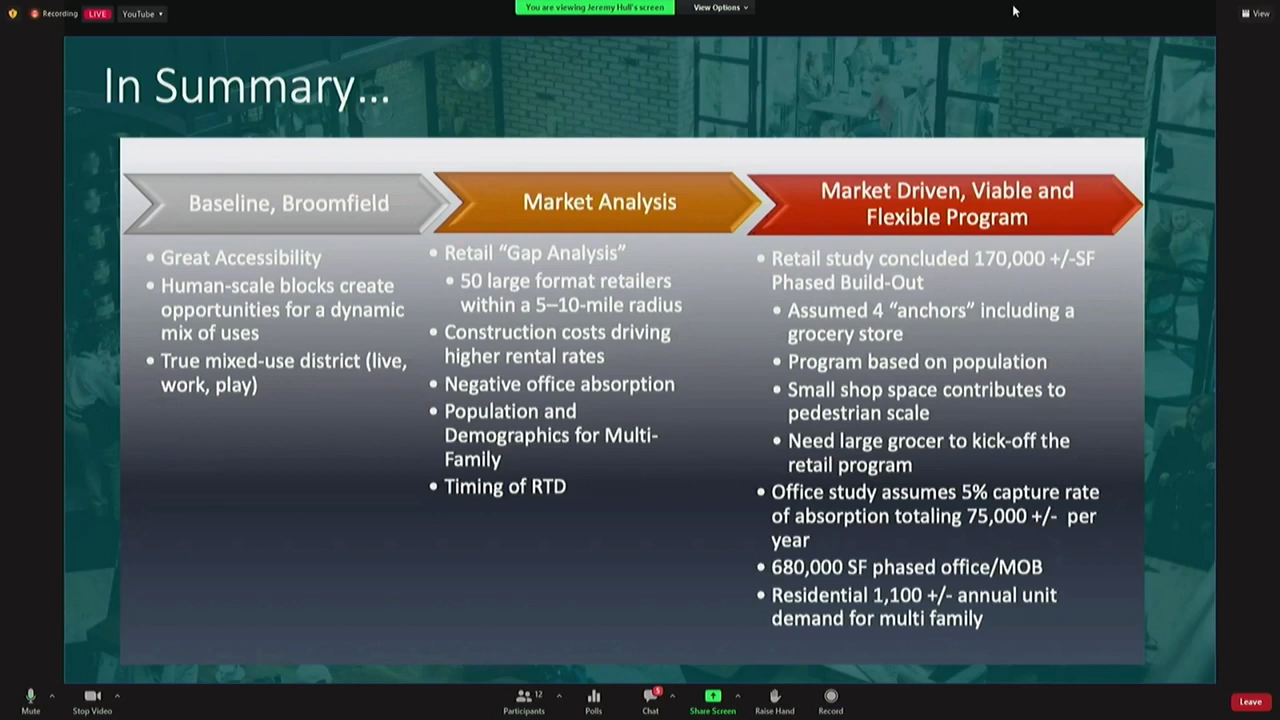 Recording
LIVE
YouTube
You are viewing Jeremy Hull's screen
View Options
View
In Summary...
Baseline, Broomfield
• Great Accessibility
• Human-scale blocks create
opportunities for a dynamic
mix of uses
• True mixed-use district (live,
work, play)
Market Analysis
• Retail “Gap Analysis”
• 50 large format retailers
within a 5–10-mile radius
• Construction costs driving
higher rental rates
• Negative office absorption
• Population and
Demographics for Multi-
Family
• Timing of RTD
Market Driven, Viable and
Flexible Program
• Retail study concluded 170,000 +/-SF
Phased Build-Out
• Assumed 4 “anchors” including a
grocery store
• Program based on population
• Small shop space contributes to
pedestrian scale
• Need large grocer to kick-off the
retail program
• Office study assumes 5% capture rate
of absorption totaling 75,000 +/-  per
year
• 680,000 SF phased office/MOB
• Residential 1,100 +/- annual unit
demand for multi family
Mute
Stop Video
12
Participants
Polls
5
Chat
Share Screen
Raise Hand
Record
Leave